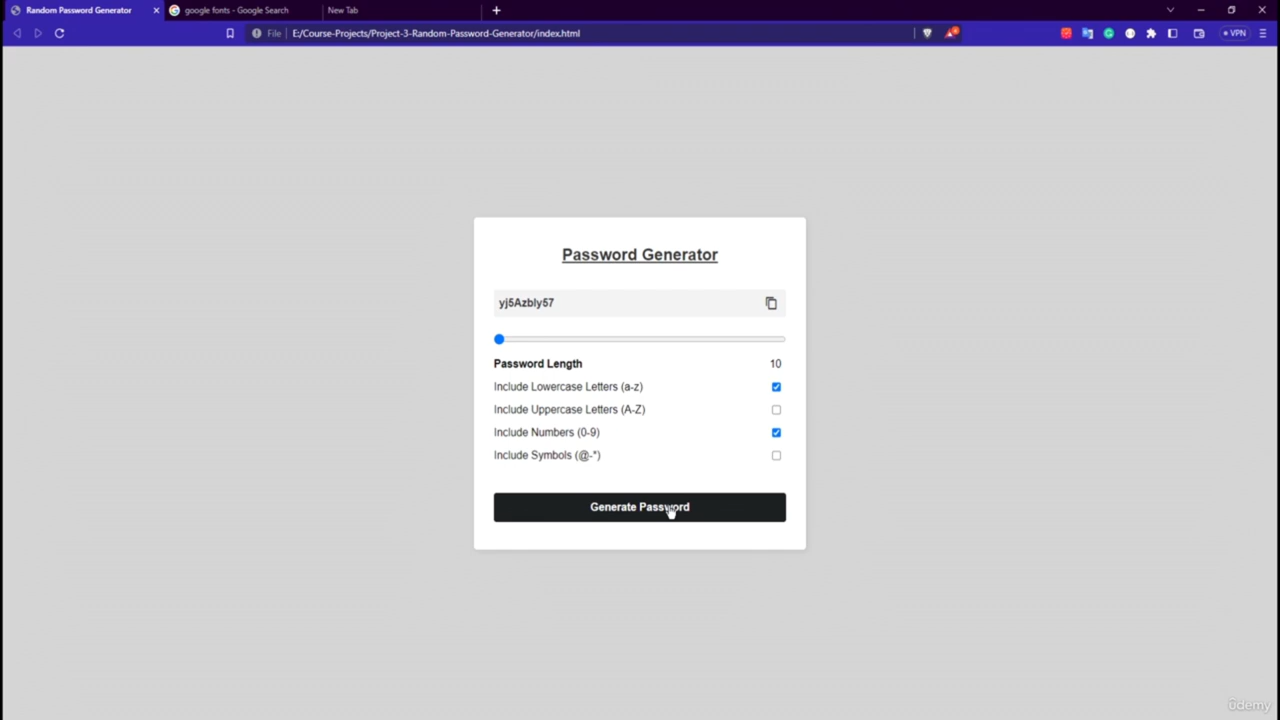 Random Password Generator
google fonts - Google Search
New Tab
File
E:/Course-Projects/Project-3-Random-Password-Generator/index.html
VPN
Password Generator
yj5Azbly57
Password Length 10
Include Lowercase Letters (a-z)
Include Uppercase Letters (A-Z)
Include Numbers (0-9)
Include Symbols (@-*)
Generate Password
ûdemy